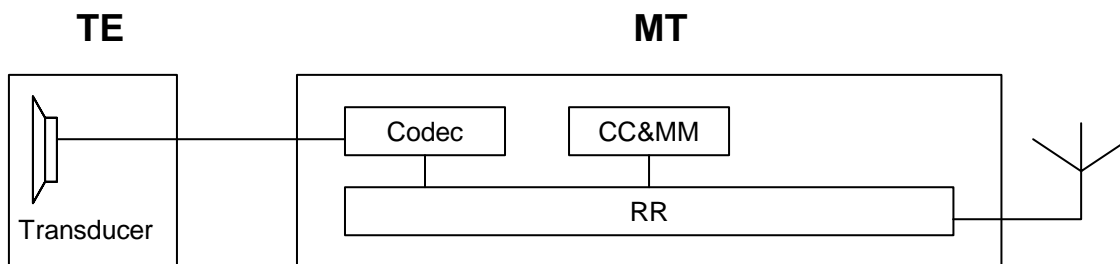 TE
MT
Codec
CC&MM
RR
Transducer